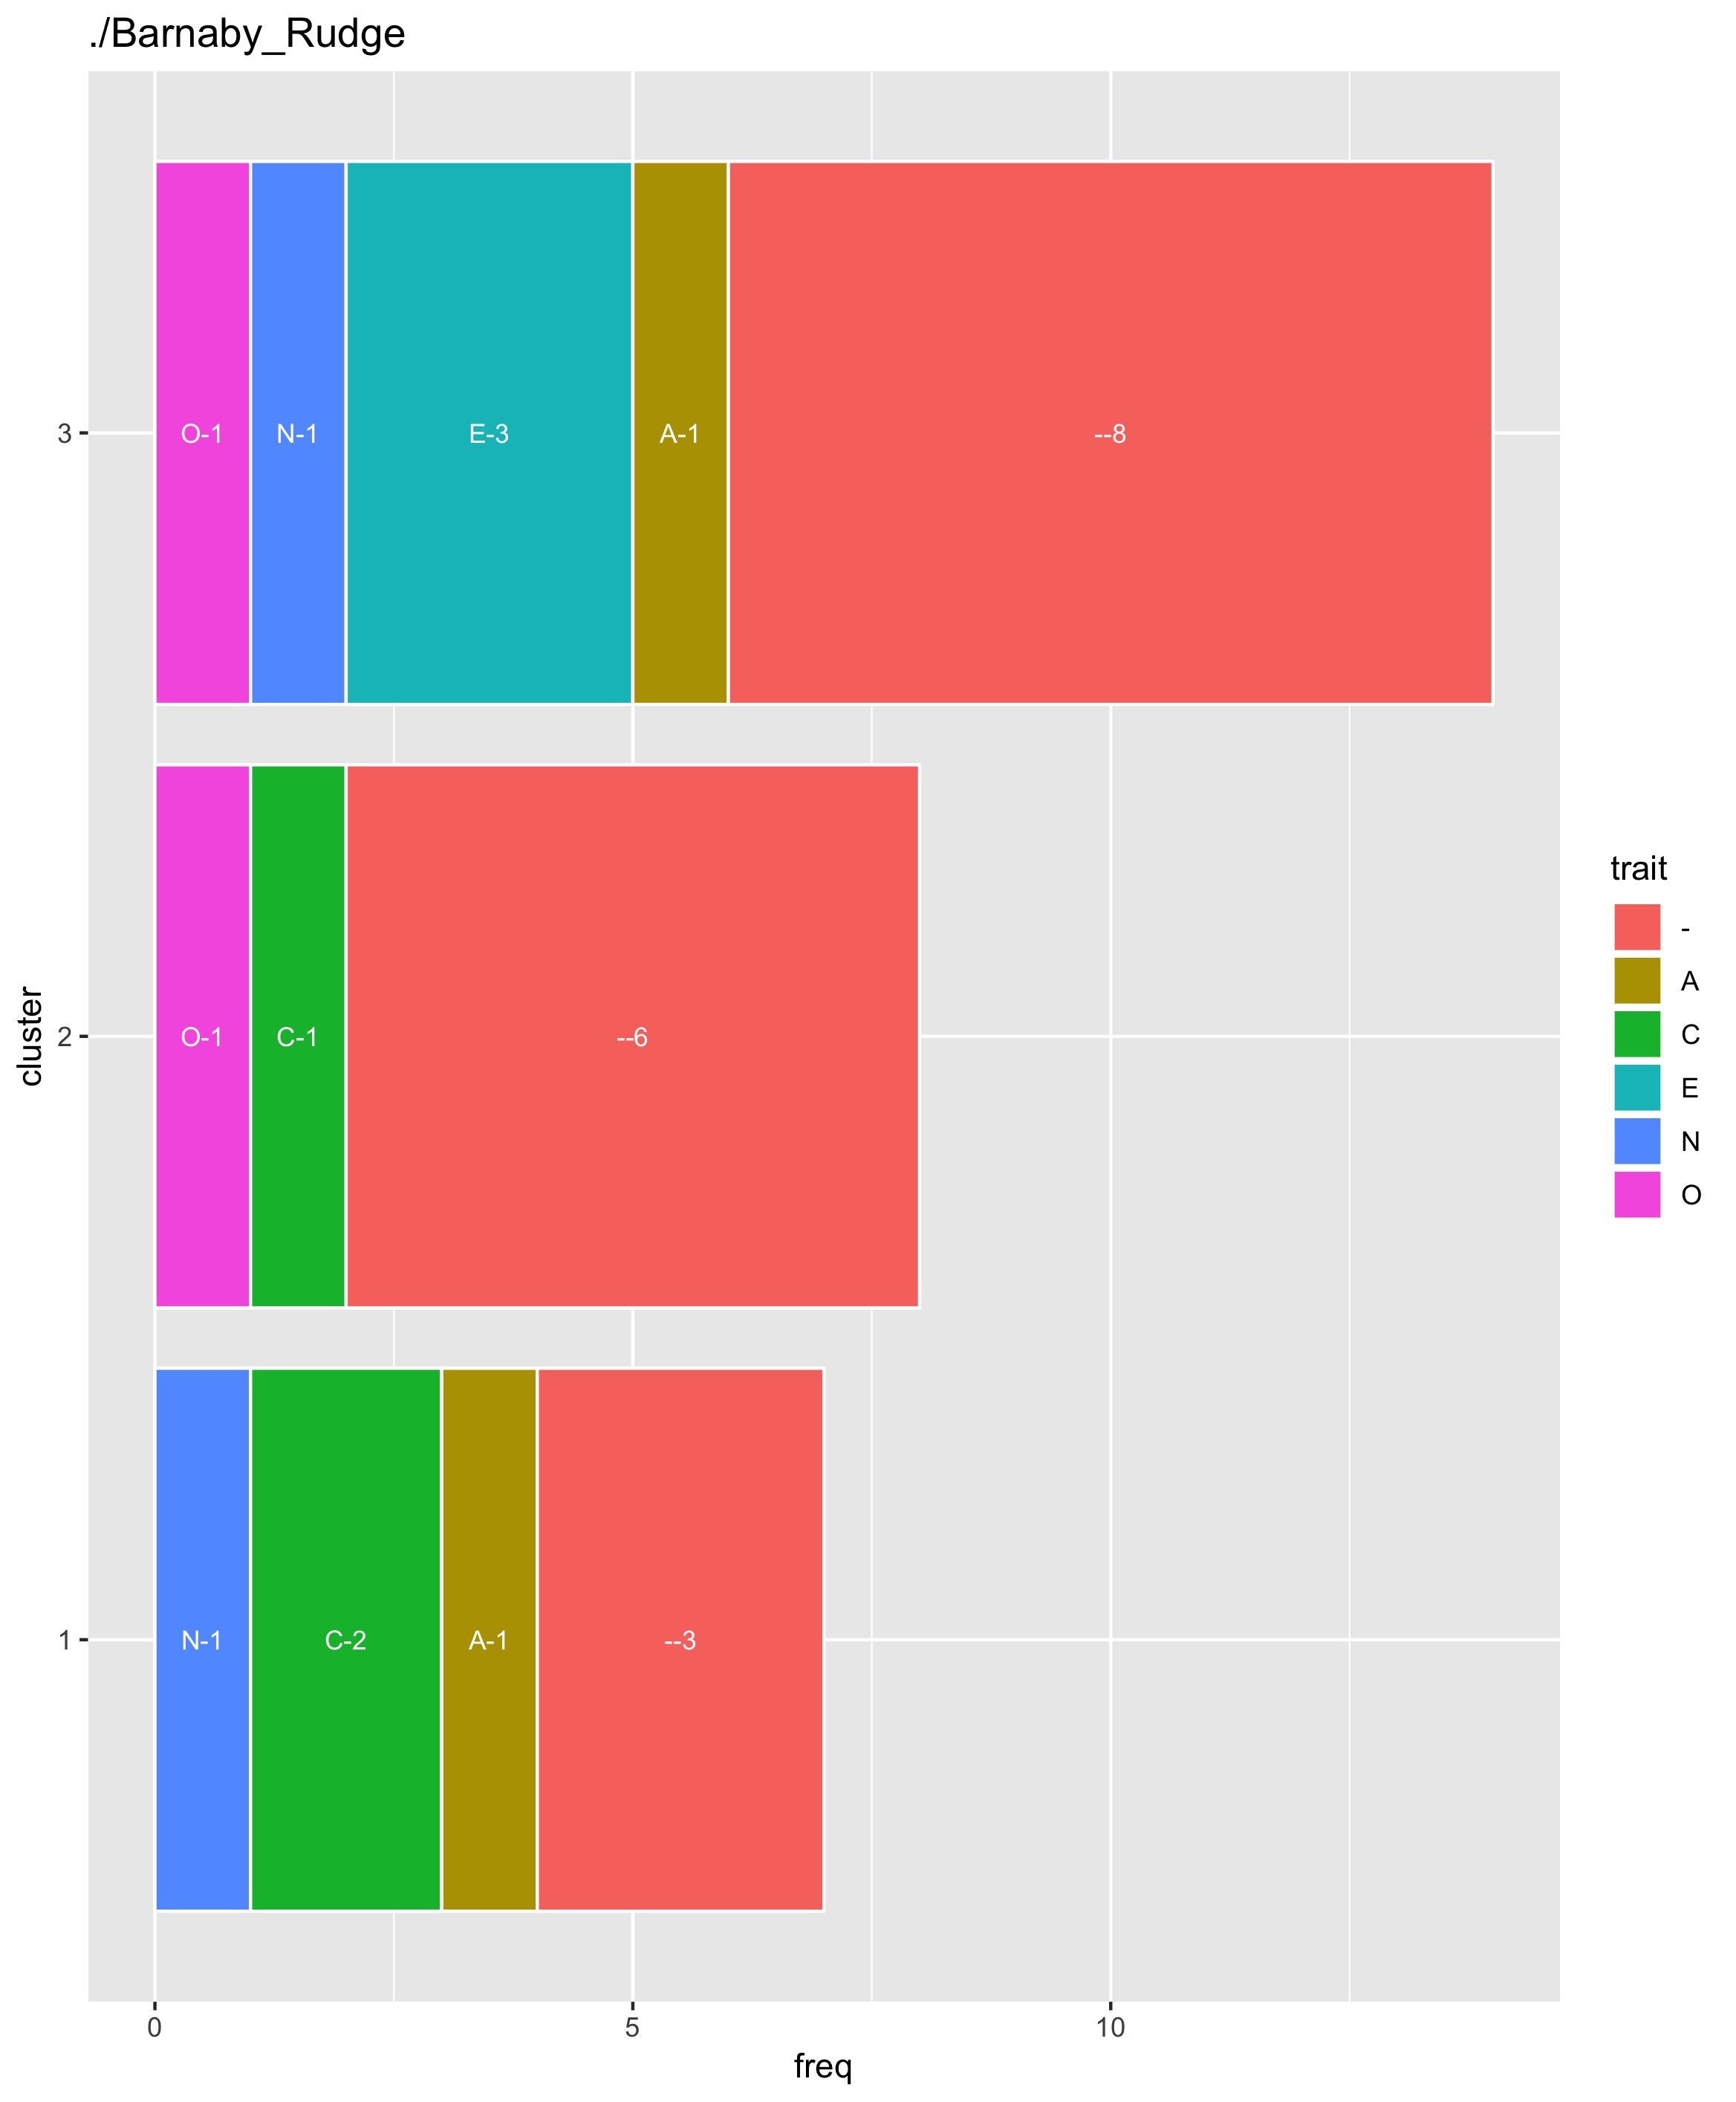 ./Barnaby_Rudge
3
O-1 N-1 E-3 A-1 --8
2
O-1 C-1 --6
1
N-1 C-2 A-1 --3
cluster
0 5 10
freq
trait
-
A
C
E
N
O